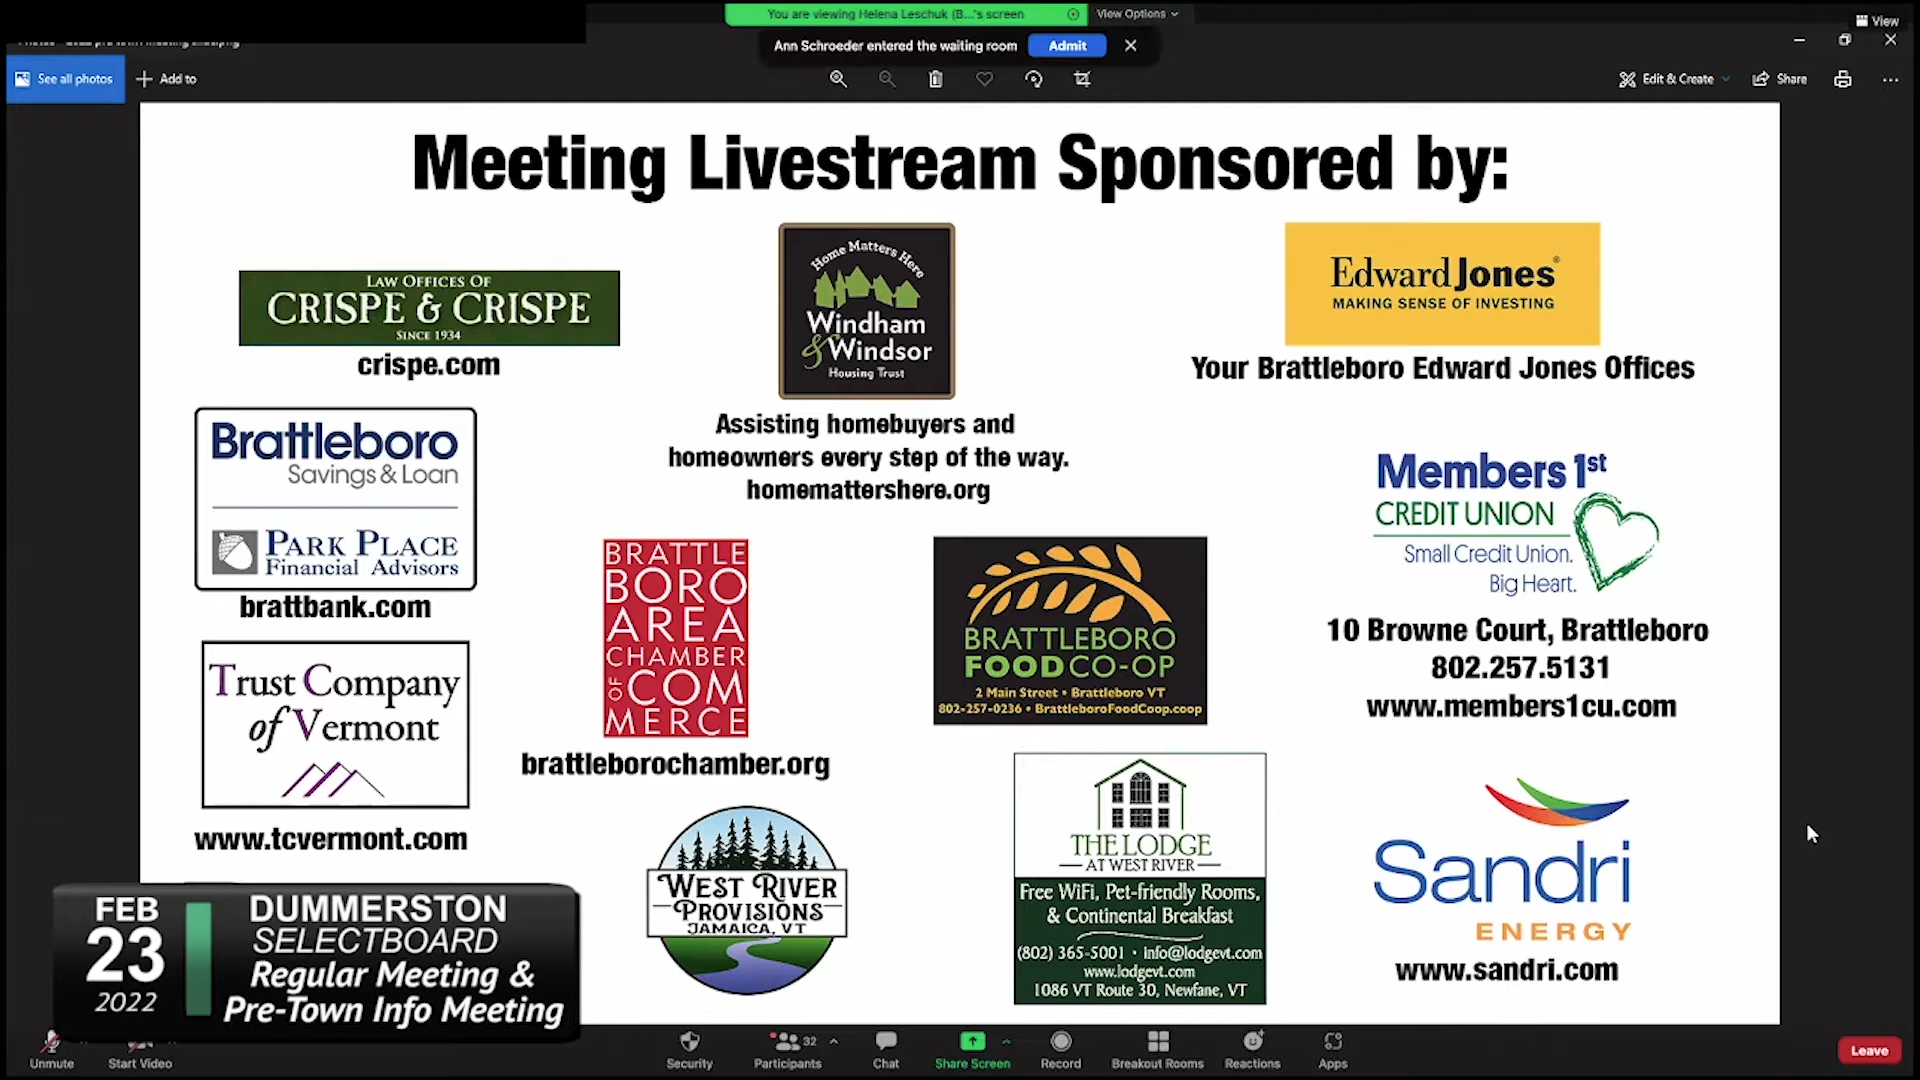 You are viewing Helena Leschuk (B...'s screen
View Options
View
Ann Schroeder entered the waiting room
Admit
See all photos
Add to
Edit & Create
Share
Meeting Livestream Sponsored by:
LAW OFFICES OF
CRISPE & CRISPE
SINCE 1934
crispe.com
Home Matters Here
Windham
& Windsor
Housing Trust
Assisting homebuyers and
homeowners every step of the way.
homemattershere.org
Edward Jones®
MAKING SENSE OF INVESTING
Your Brattleboro Edward Jones Offices
Brattleboro
Savings & Loan
PARK PLACE
Financial Advisors
brattbank.com
Members 1st
CREDIT UNION
Small Credit Union.
Big Heart.
10 Browne Court, Brattleboro
802.257.5131
www.members1cu.com
BRATTLE
BORO
AREA
CHAMBER
OF COM
MERCE
brattleborochamber.org
BRATTLEBORO
FOOD CO-OP
2 Main Street • Brattleboro VT
802-257-0236 • BrattleboroFoodCoop.coop
Trust Company
of Vermont
www.tcvermont.com
WEST RIVER
PROVISIONS
JAMAICA, VT
THE LODGE
AT WEST RIVER
Free WiFi, Pet-friendly Rooms,
& Continental Breakfast
(802) 365-5001 • info@lodgevt.com
www.lodgevt.com
1086 VT Route 30, Newfane, VT
Sandri
ENERGY
www.sandri.com
FEB
23
2022
DUMMERSTON
SELECTBOARD
Regular Meeting &
Pre-Town Info Meeting
Unmute
Start Video
Security
32
Participants
Chat
Share Screen
Record
Breakout Rooms
Reactions
Apps
Leave